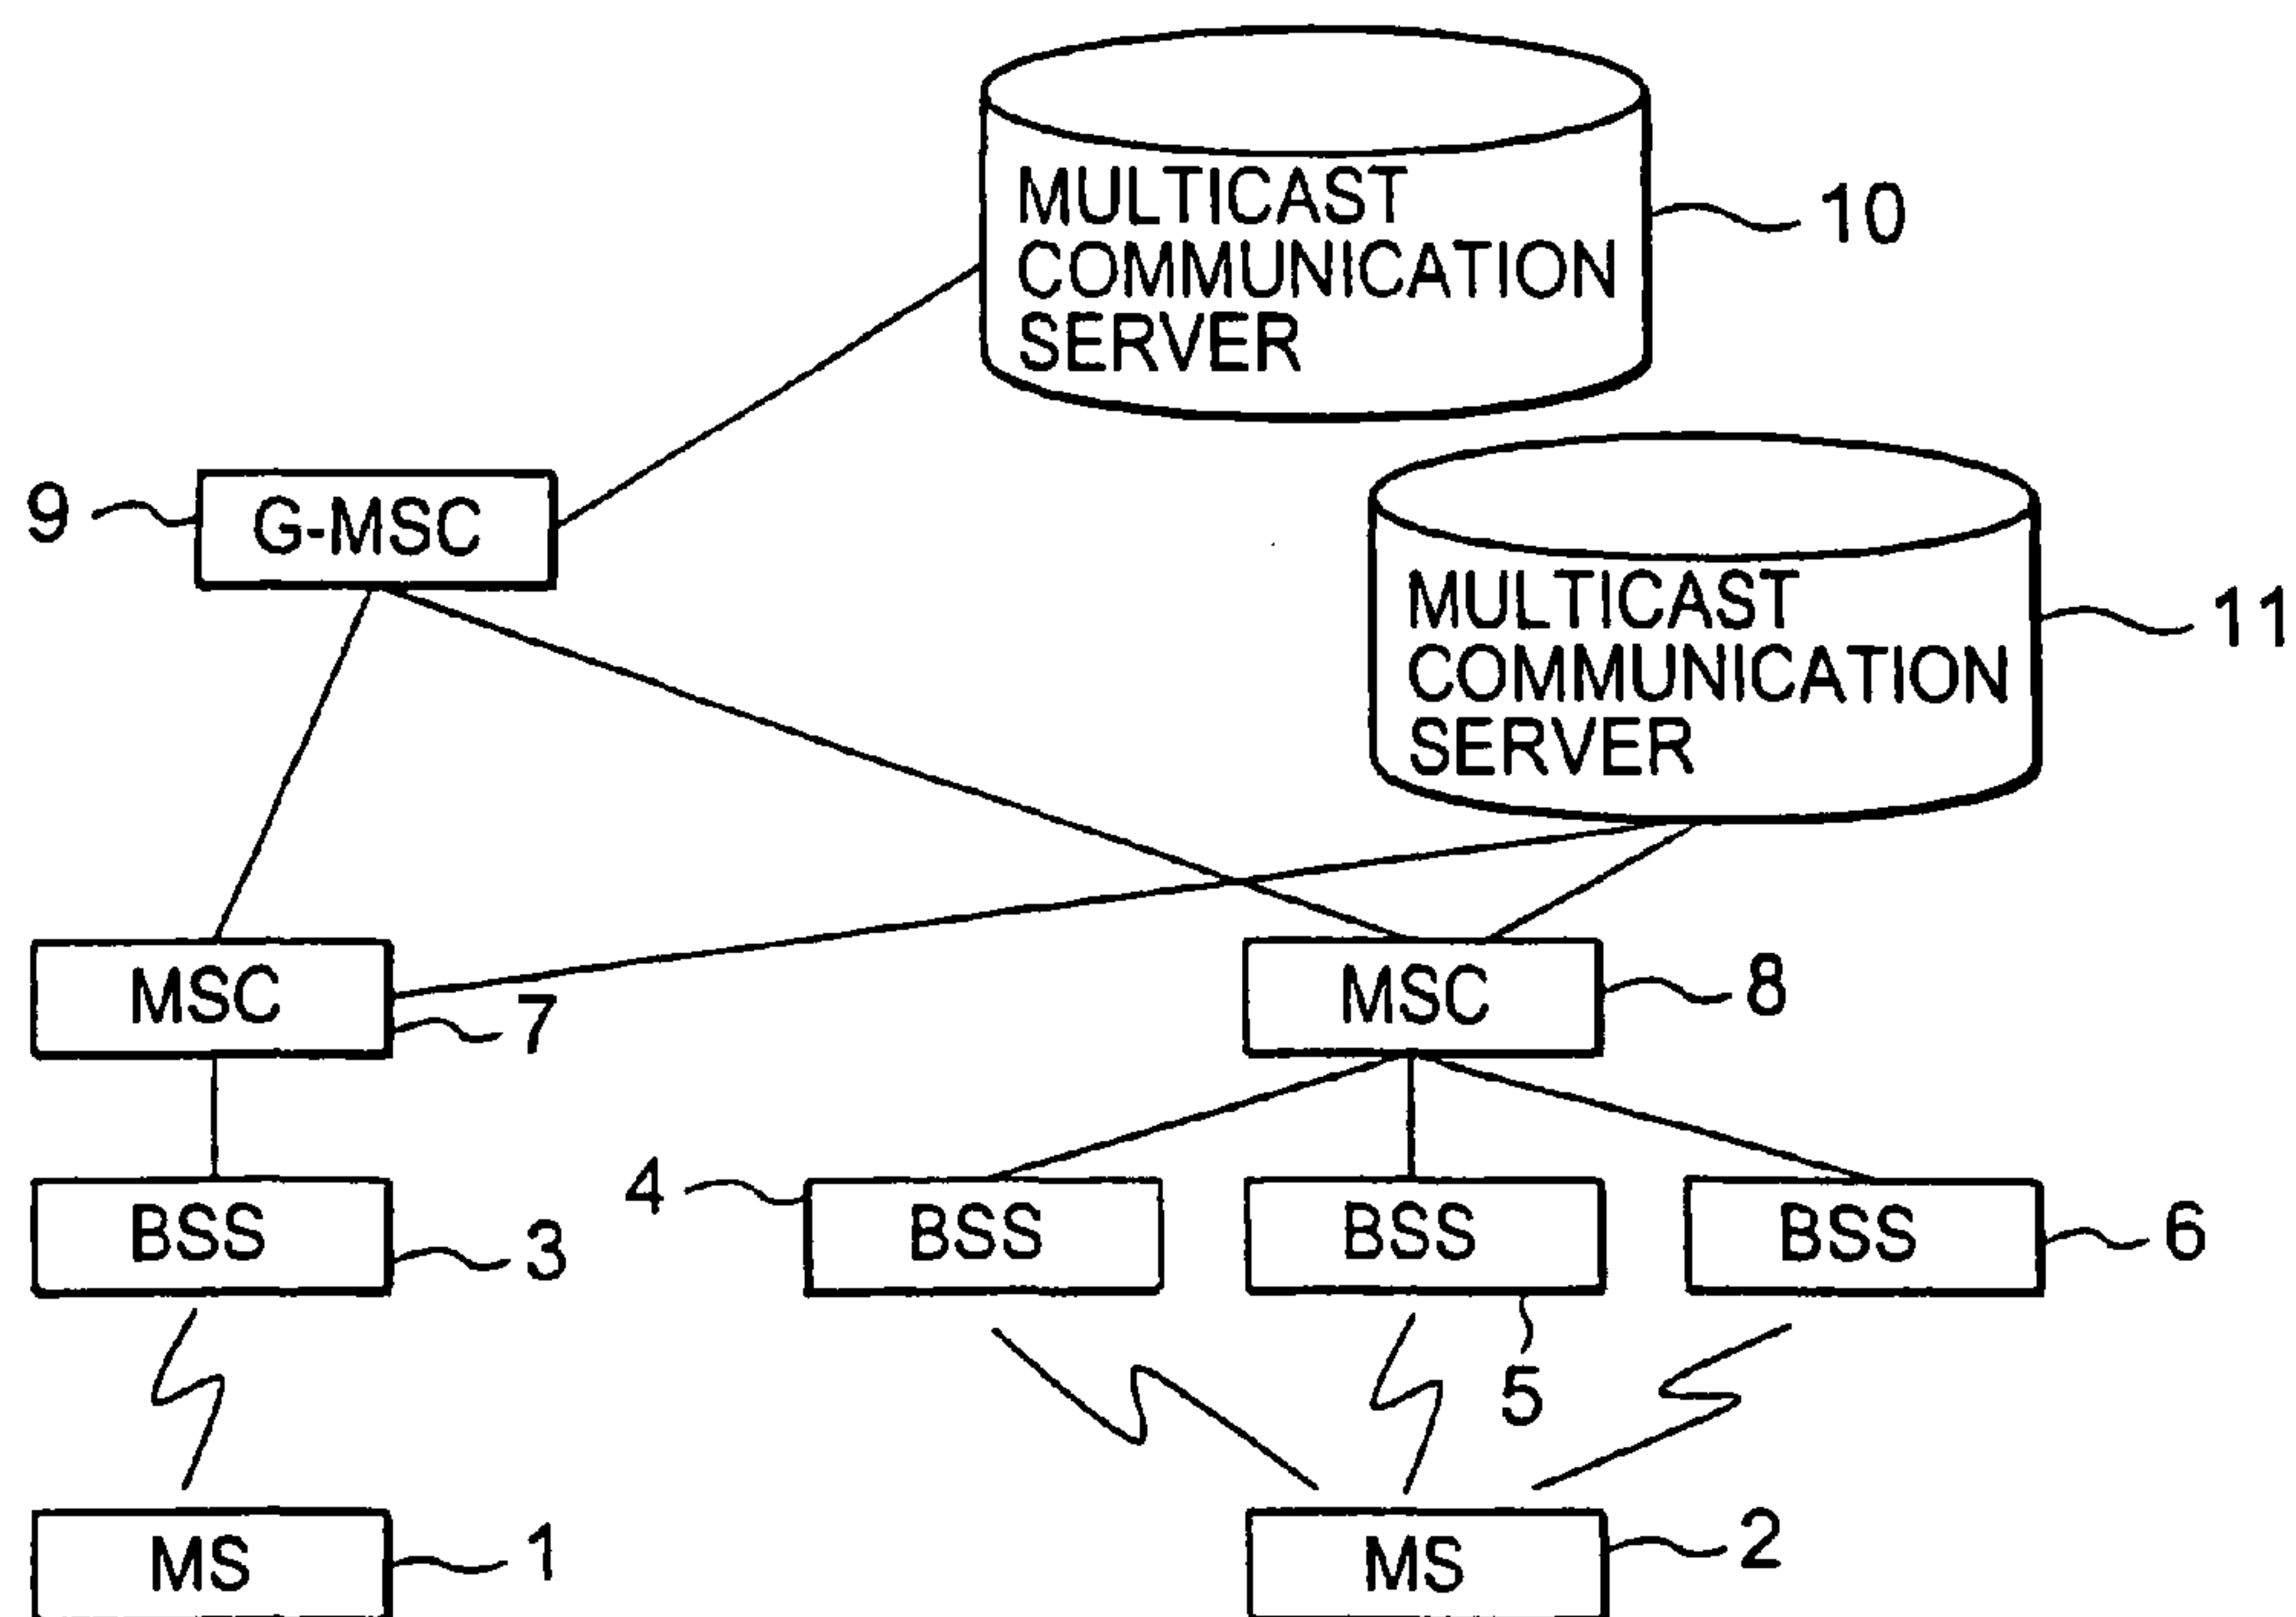 MULTICAST
COMMUNICATION
SERVER
10
9
G-MSC
MULTICAST
COMMUNICATION
SERVER
11
MSC
7
MSC
8
BSS
3
4
BSS
BSS
5
BSS
6
MS
1
MS
2